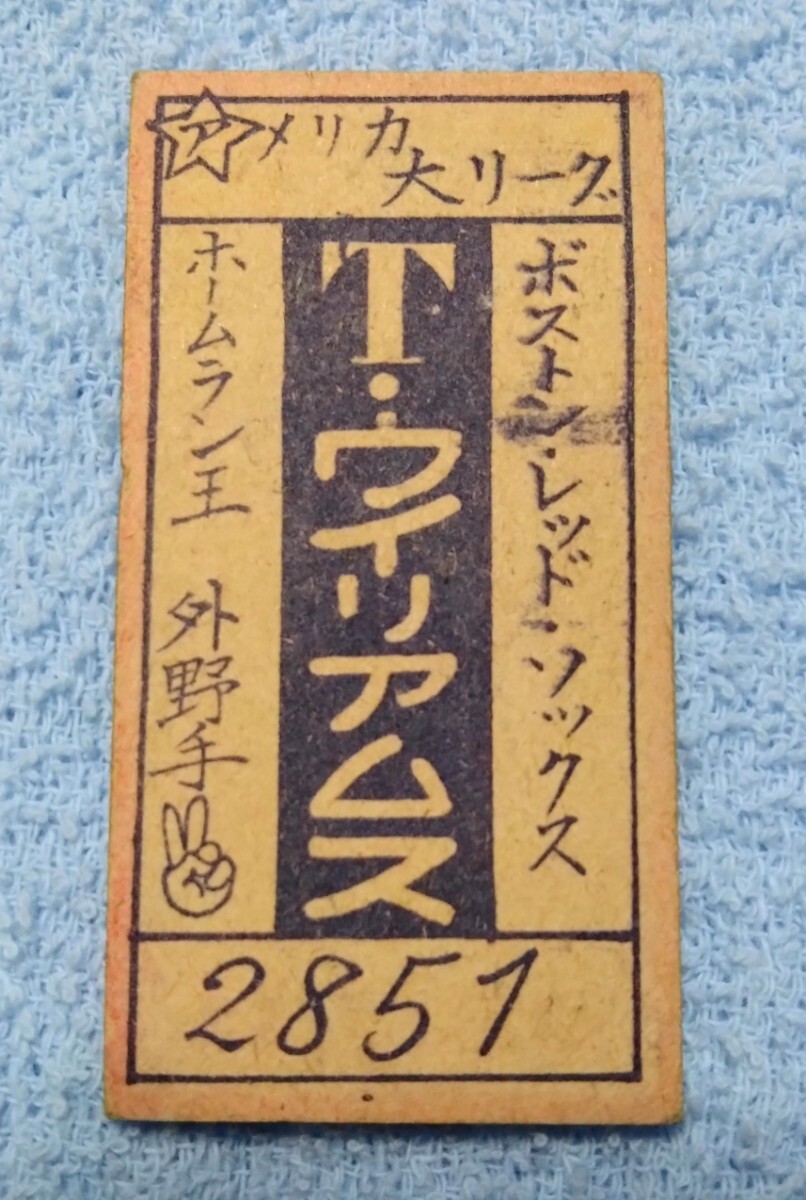 アメリカ
大リーグ
ボストン・レッド・ソックス
T・ウイリアムス
ホームラン王 外野手
2851